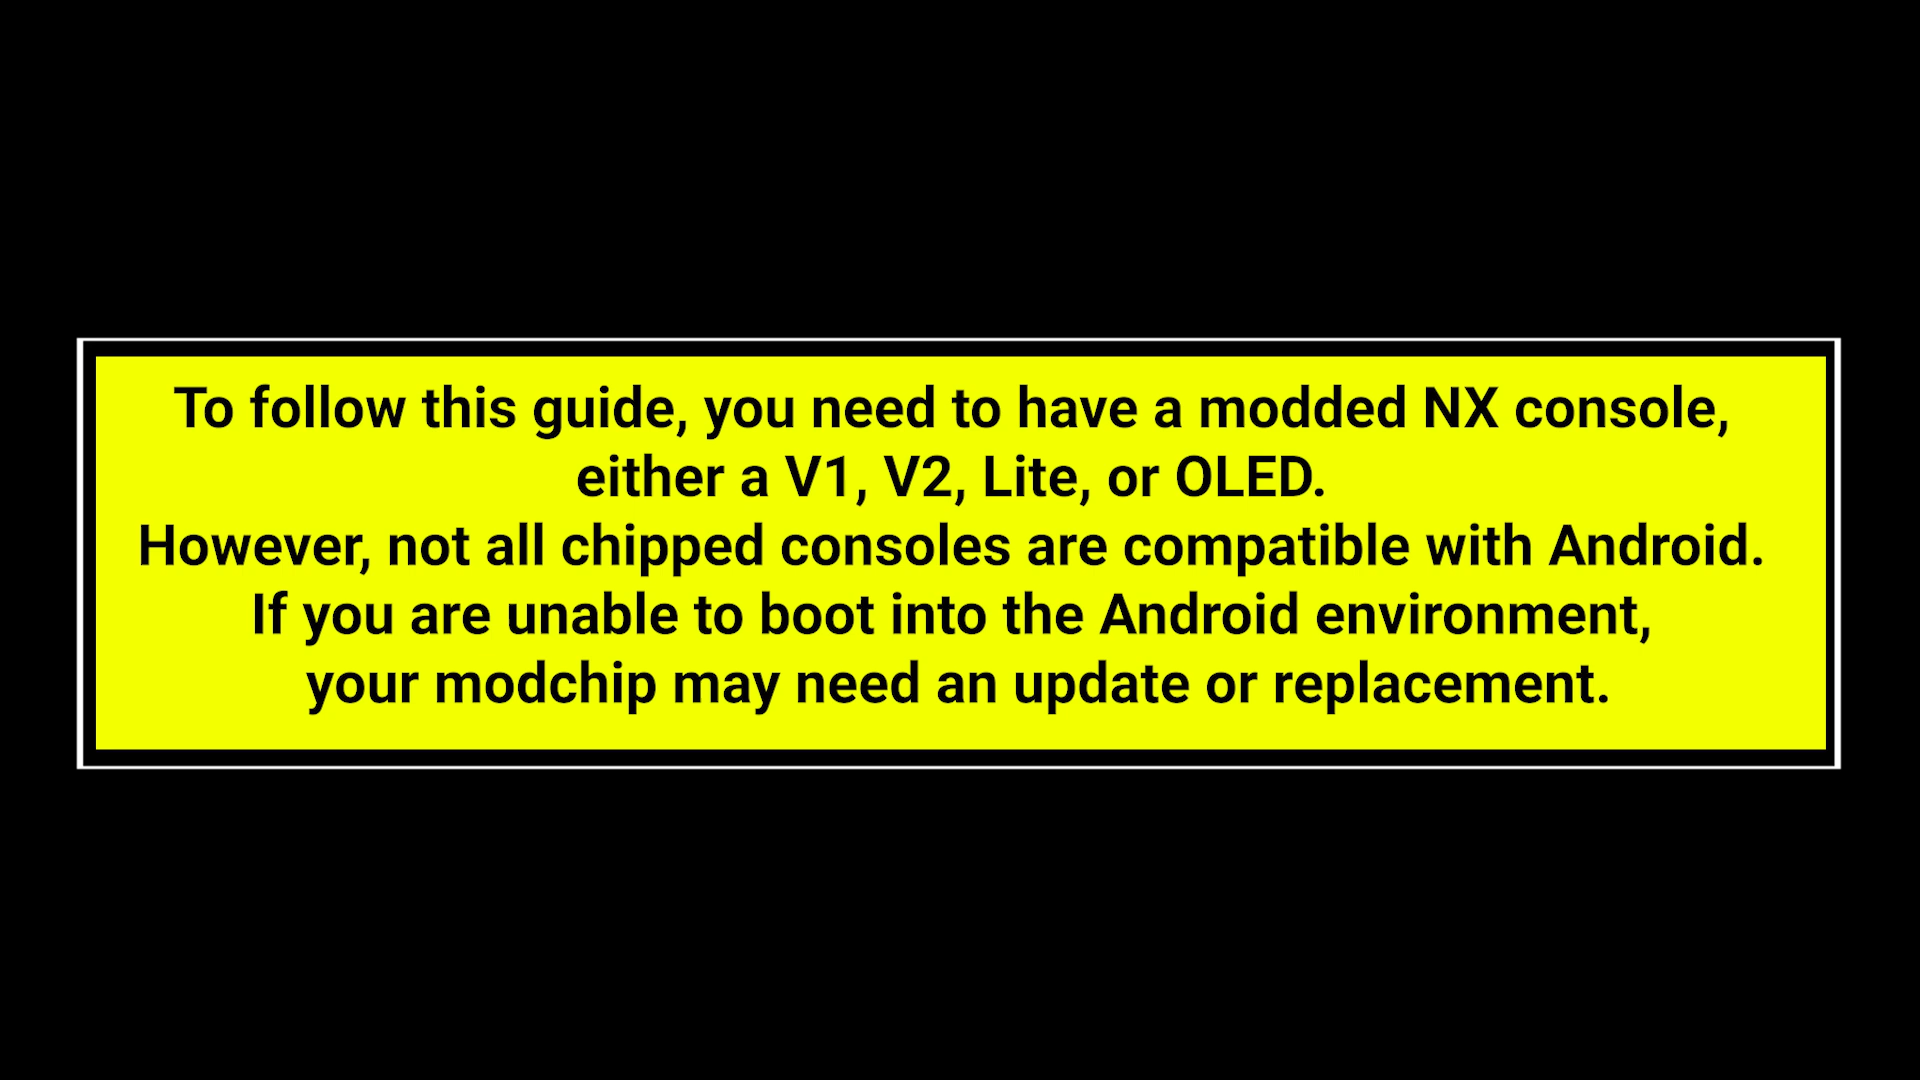 To follow this guide, you need to have a modded NX console,
either a V1, V2, Lite, or OLED.
However, not all chipped consoles are compatible with Android.
If you are unable to boot into the Android environment,
your modchip may need an update or replacement.